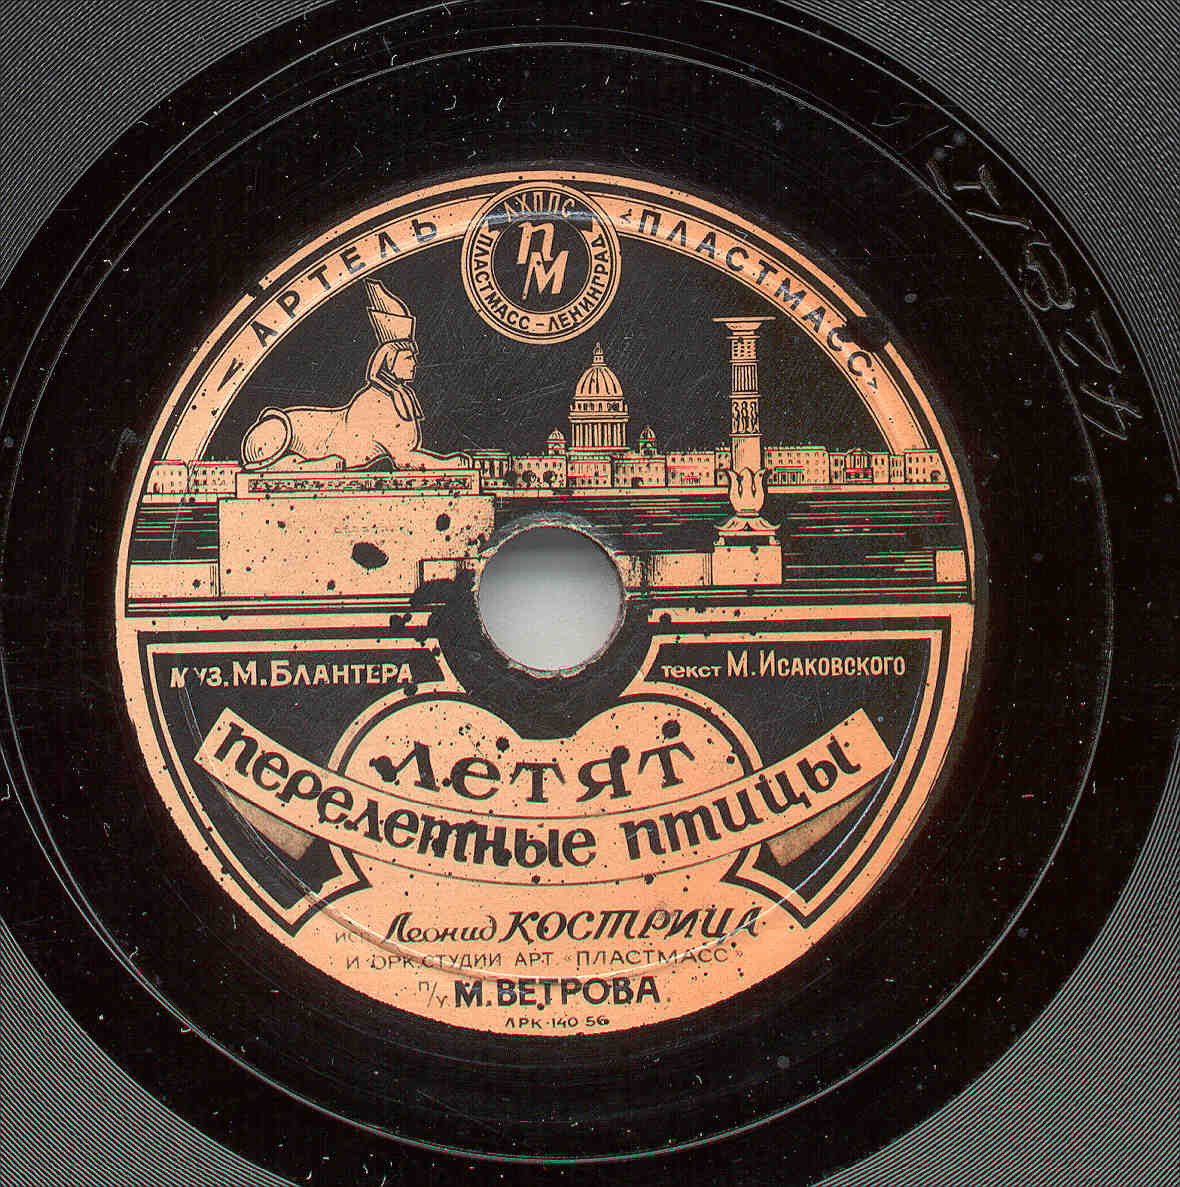 АРТЕЛЬ «ПЛАСТМАСС»
ЛХППС
ПМ
ПЛАСТМАСС – ЛЕНИНГРАД
муз. М. Блантера
текст М. Исаковского
Летят
перелетные птицы
исп. Леонид КОСТРИЦА
И ОРК. СТУДИИ АРТ. «ПЛАСТМАСС»
п/у М. ВЕТРОВА
ЛРК-140 56